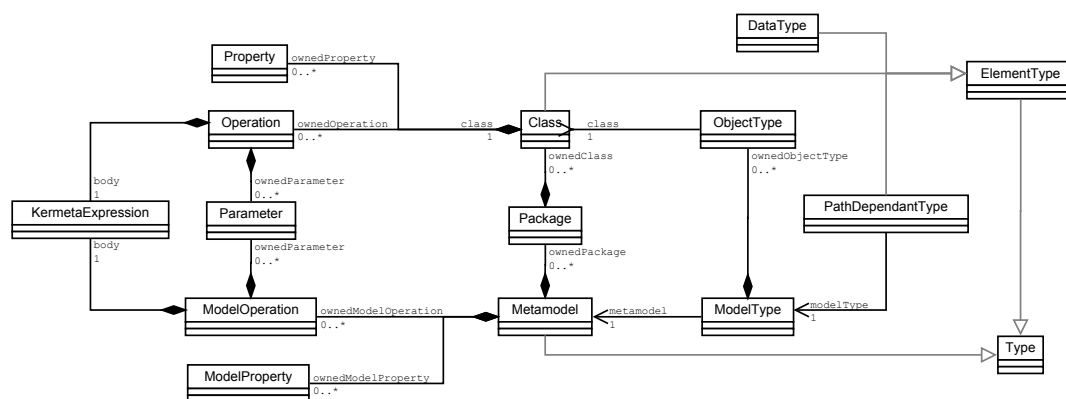 DataType
Property
ownedProperty
0..*
ElementType
Operation
ownedOperation
0..*
class
1
Class
class
1
ObjectType
ownedClass
0..*
ownedObjectType
0..*
body
1
ownedParameter
0..*
KermetaExpression
Parameter
Package
PathDependantType
body
1
ownedParameter
0..*
ownedPackage
0..*
ModelOperation
ownedModelOperation
0..*
Metamodel
metamodel
1
ModelType
modelType
1
Type
ModelProperty
ownedModelProperty
0..*